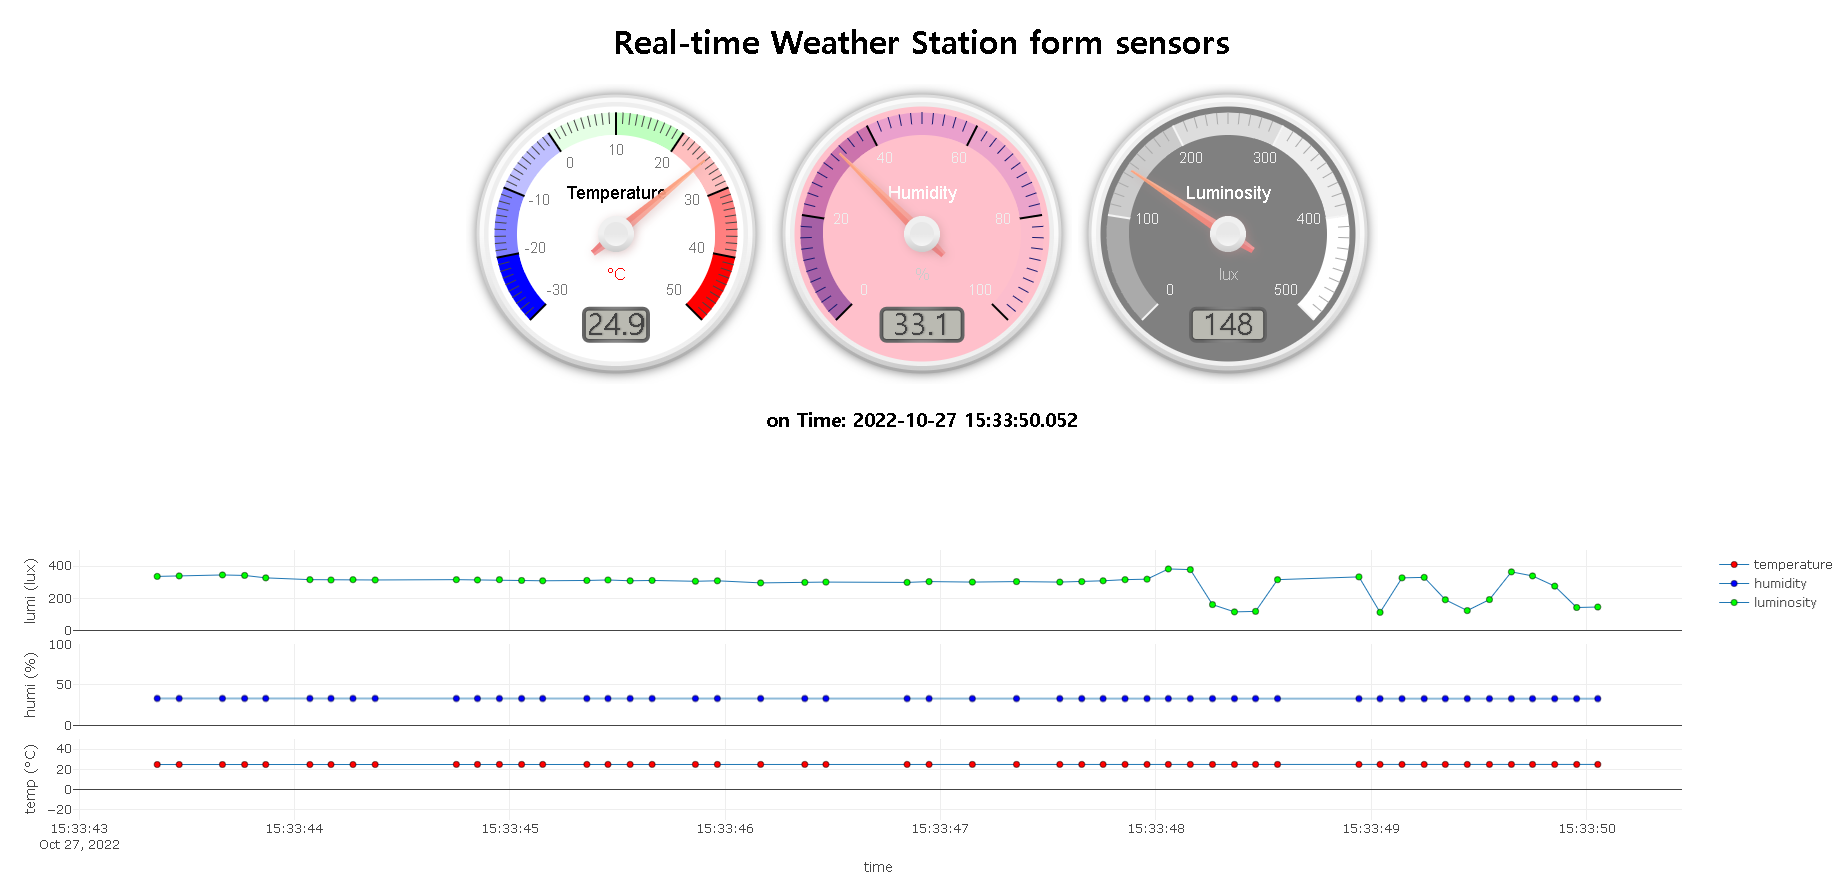 Real-time Weather Station form sensors
-30 -20 -10 0 10 20 30 40 50
Temperature
°C
24.9
0 20 40 60 80 100
Humidity
%
33.1
0 100 200 300 400 500
Luminosity
lux
148
on Time: 2022-10-27 15:33:50.052
lumi (lux)
400
200
0
humi (%)
100
50
0
temp (°C)
40
20
0
−20
15:33:43 15:33:44 15:33:45 15:33:46 15:33:47 15:33:48 15:33:49 15:33:50
Oct 27, 2022
time
temperature
humidity
luminosity